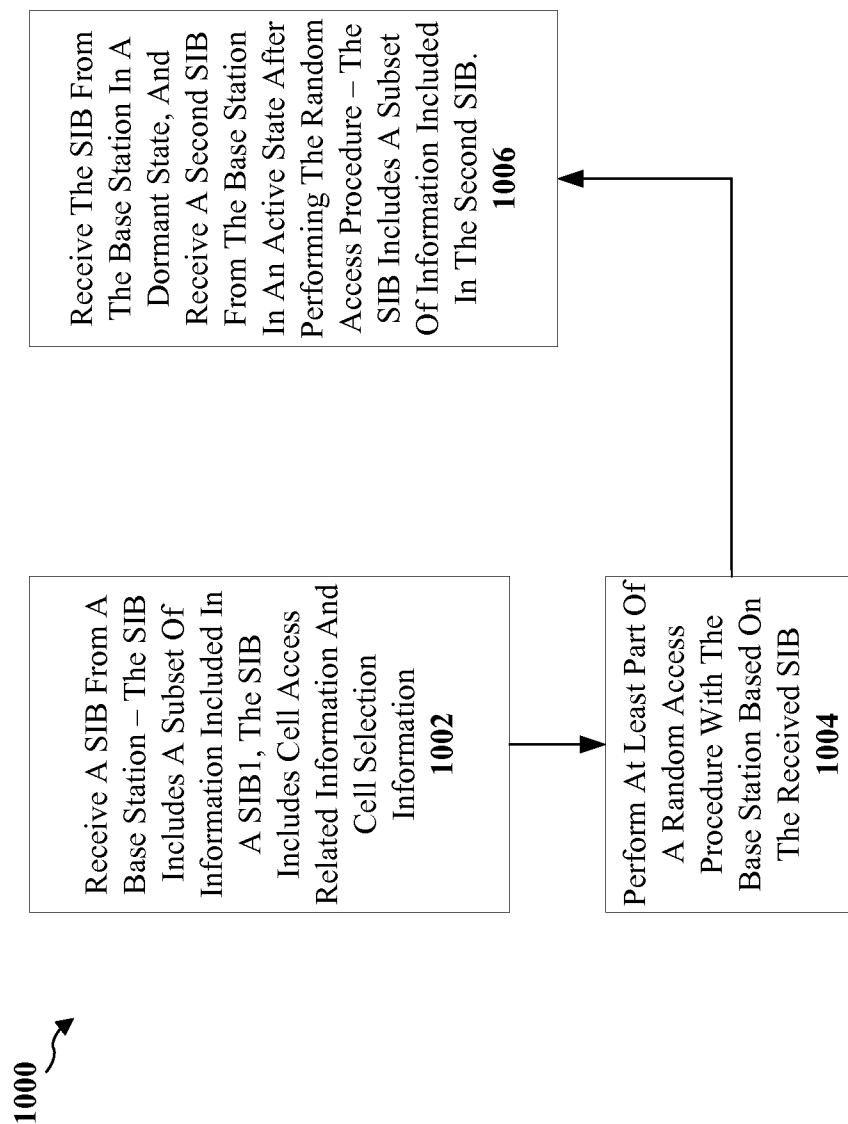 1000
Receive A SIB From A
Base Station – The SIB
Includes A Subset Of
Information Included In
A SIB1, The SIB
Includes Cell Access
Related Information And
Cell Selection
Information
1002
Perform At Least Part Of
A Random Access
Procedure With The
Base Station Based On
The Received SIB
1004
Receive The SIB From
The Base Station In A
Dormant State, And
Receive A Second SIB
From The Base Station
In An Active State After
Performing The Random
Access Procedure – The
SIB Includes A Subset
Of Information Included
In The Second SIB.
1006